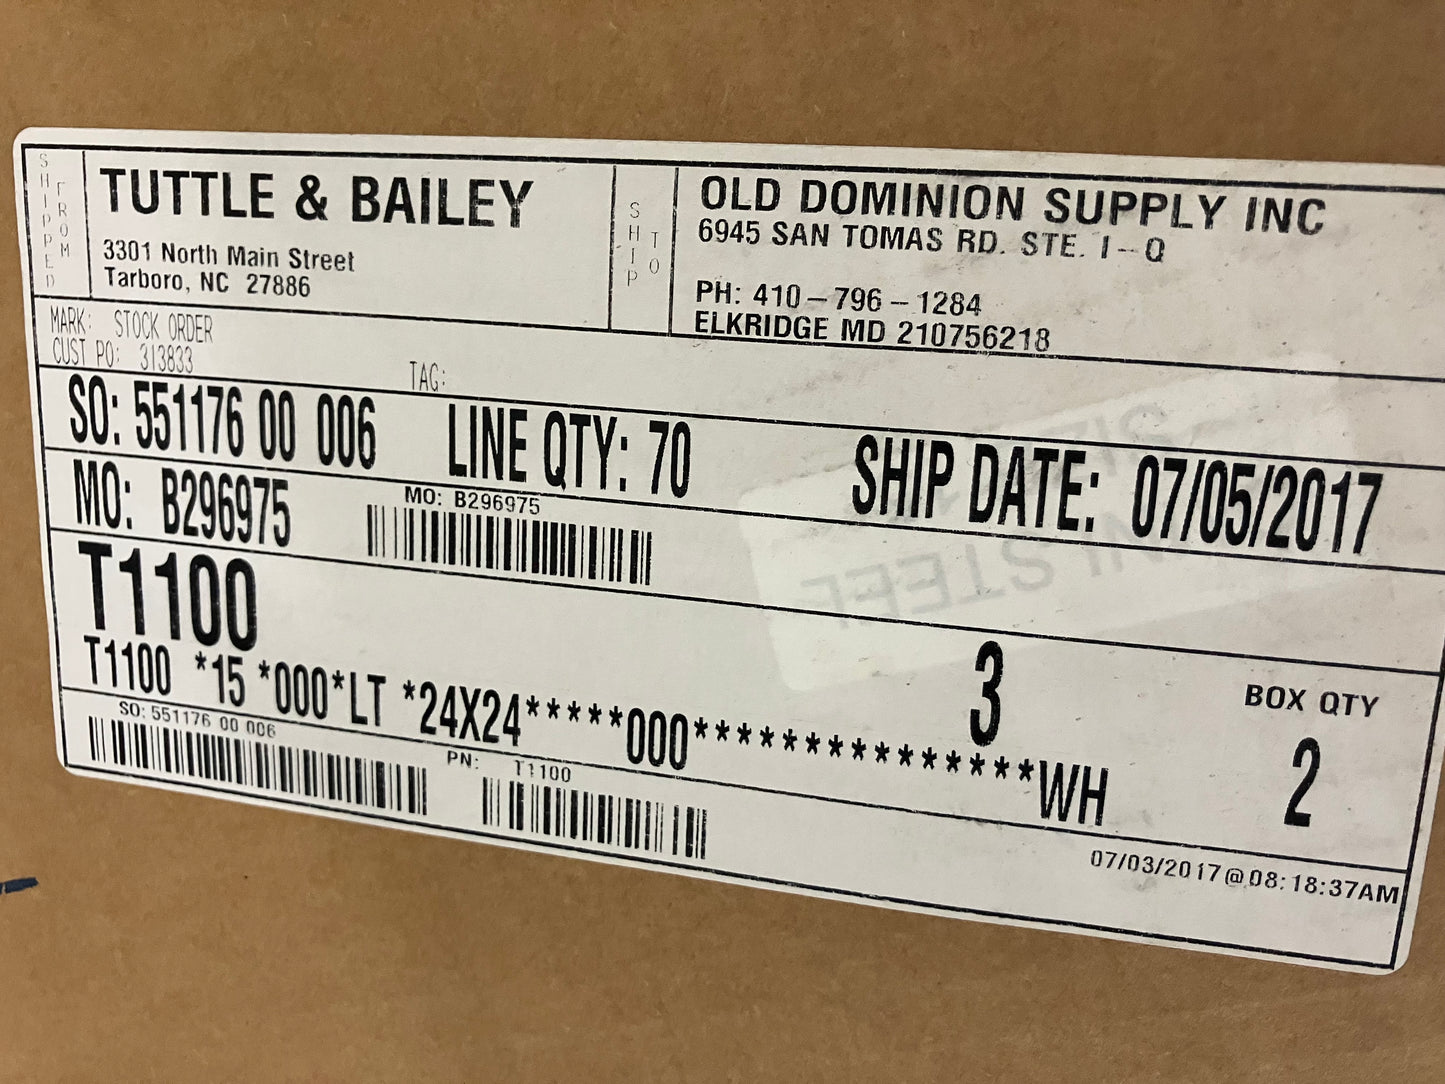 SHIPPED FROM
TUTTLE & BAILEY
3301 North Main Street
Tarboro, NC 27886
SHIP TO
OLD DOMINION SUPPLY INC
6945 SAN TOMAS RD. STE. I-Q
PH: 410-796-1284
ELKRIDGE MD 210756218
MARK: STOCK ORDER
CUST PO: 313833
TAG:
SO: 551176 00 006 LINE QTY: 70 SHIP DATE: 07/05/2017
MO: B296975
MO: B296975
T1100
3
BOX QTY
2
T1100 *15 *000*LT *24X24*****000***************WH
SO: 551176 00 006
PN: T1100
07/03/2017@08:18:37AM